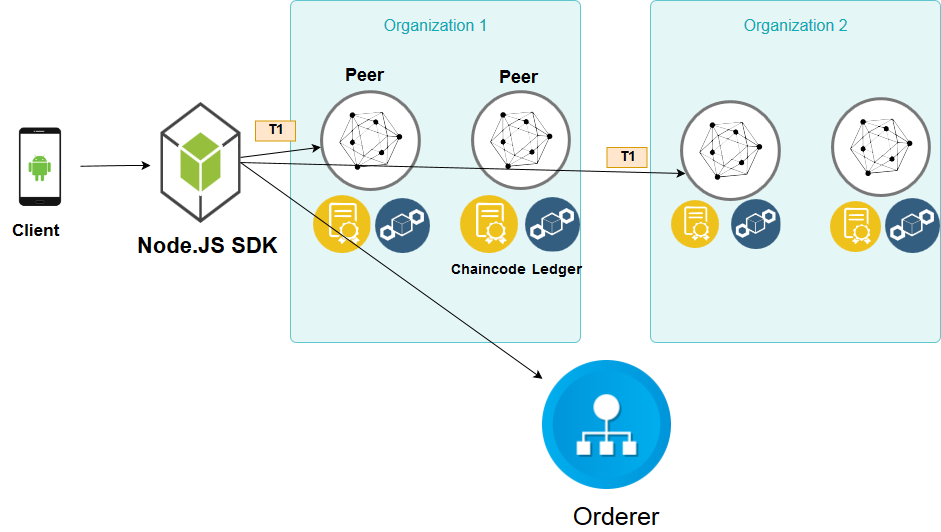 Organization 1
Organization 2
Peer
Peer
T1
T1
Client
Node.JS SDK
Chaincode
Ledger
Orderer